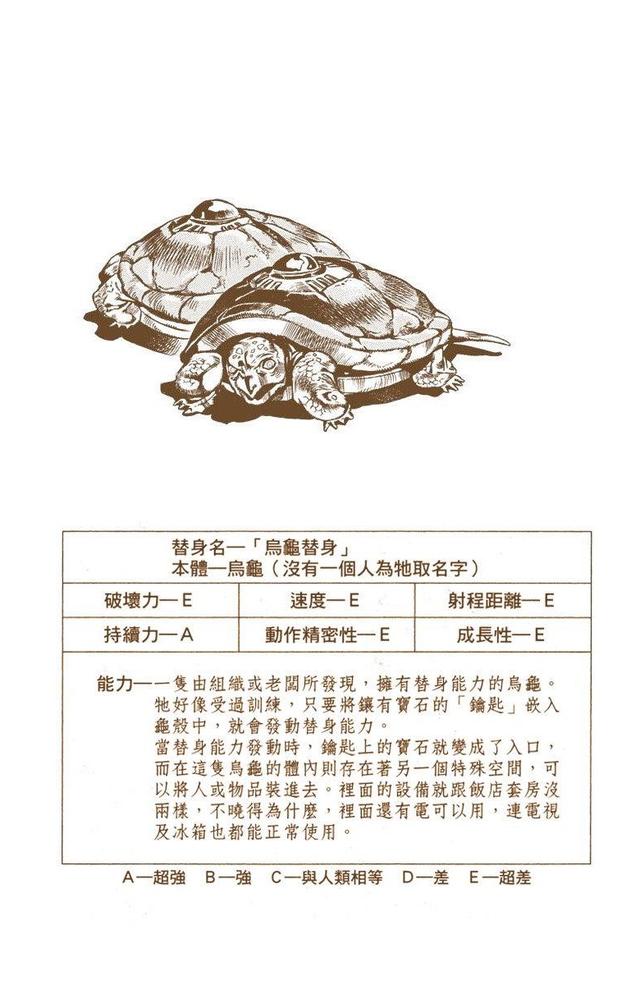 替身名—「烏龜替身」
本體—烏龜（沒有一個人為牠取名字）
破壞力—E 速度—E 射程距離—E
持續力—A 動作精密性—E 成長性—E
能力—一隻由組織或老闆所發現，擁有替身能力的烏龜。
牠好像受過訓練，只要將鑲有寶石的「鑰匙」嵌入
龜殼中，就會發動替身能力。
當替身能力發動時，鑰匙上的寶石就變成了入口，
而在這隻烏龜的體內則存在著另一個特殊空間，可
以將人或物品裝進去。裡面的設備就跟飯店套房沒
兩樣，不曉得為什麼，裡面還有電可以用，連電視
及冰箱也都能正常使用。
A—超強 B—強 C—與人類相等 D—差 E—超差